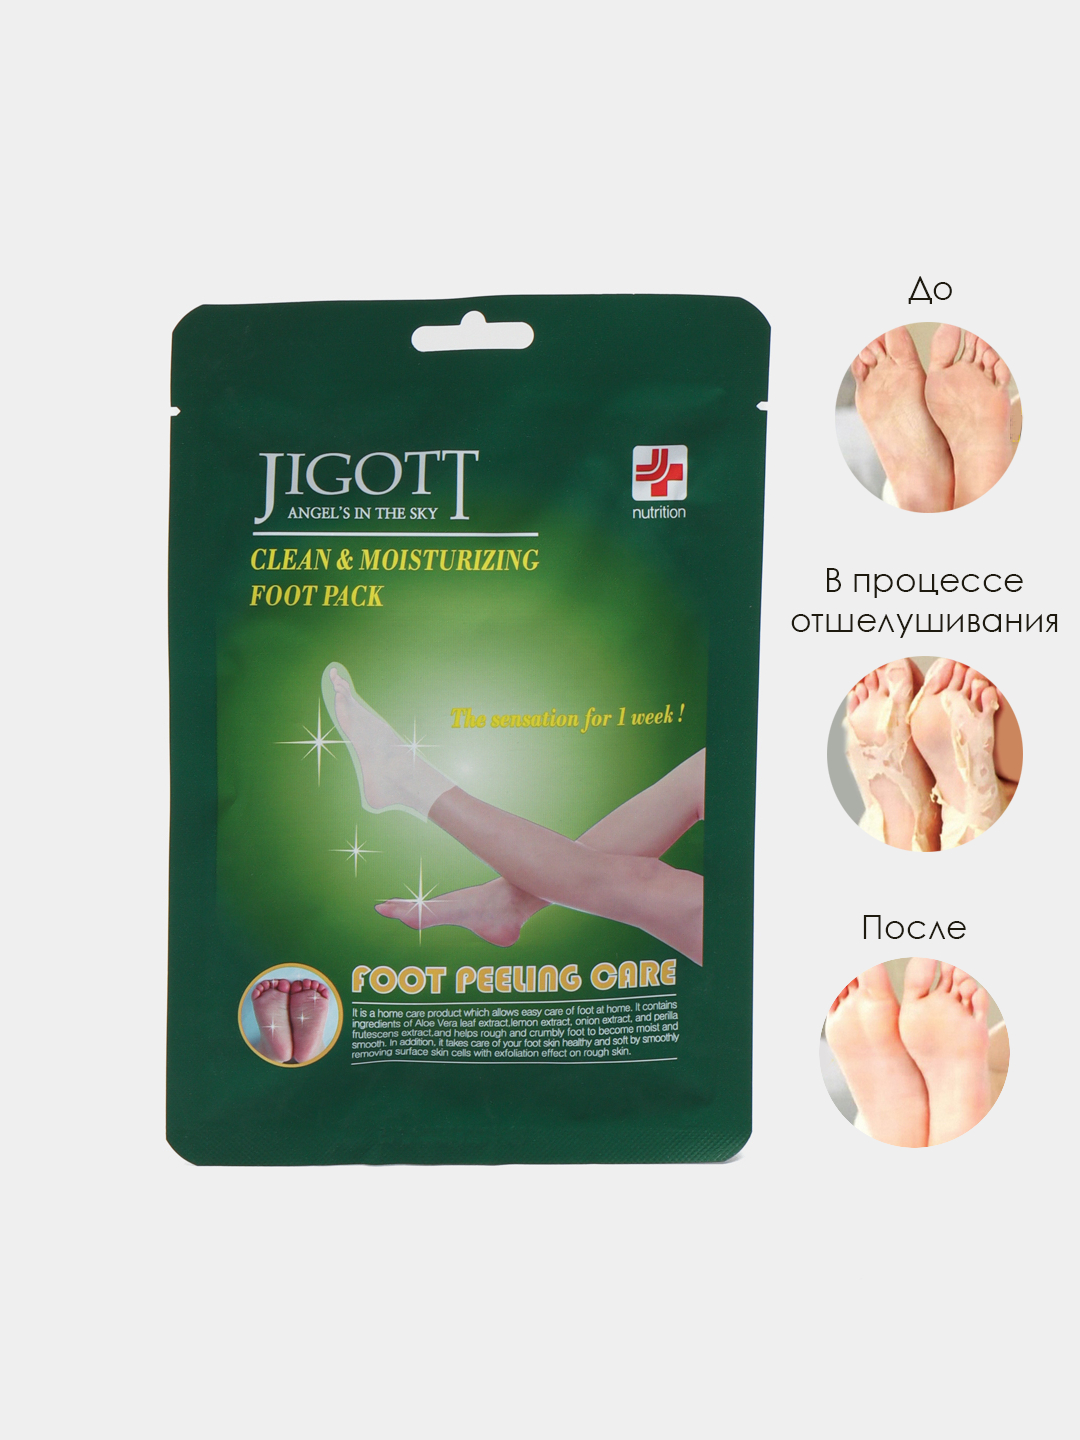 До
JIGOTT
ANGEL'S IN THE SKY
nutrition
CLEAN & MOISTURIZING
FOOT PACK
В процессе
отшелушивания
The sensation for 1 week !
После
FOOT PEELING CARE
It is a home care product which allows easy care of foot at home. It contains
ingredients of Aloe Vera leaf extract,lemon extract, onion extract, and perilla
frutescens extract,and helps rough and crumbly foot to become moist and
smooth. In addition, it takes care of your foot skin healthy and soft by smoothly
removing surface skin cells with exfoliation effect on rough skin.